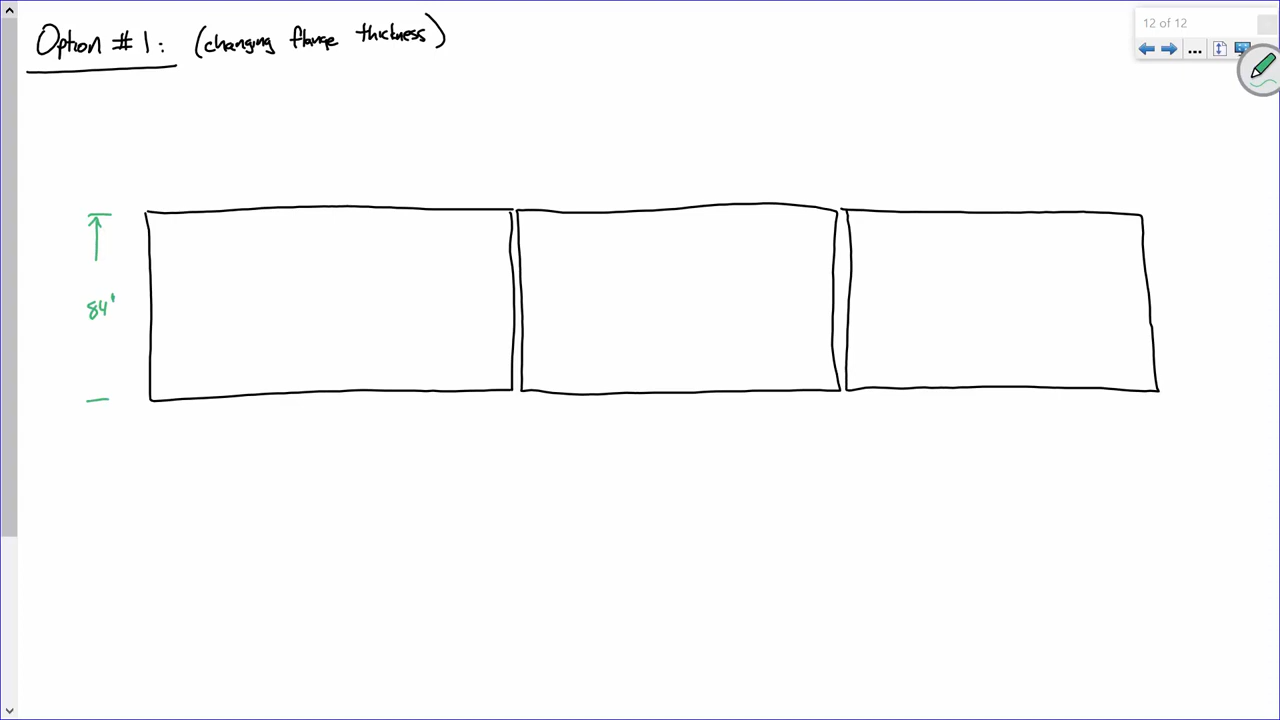 Option # 1: (changing flange thickness)
12 of 12
...
84'